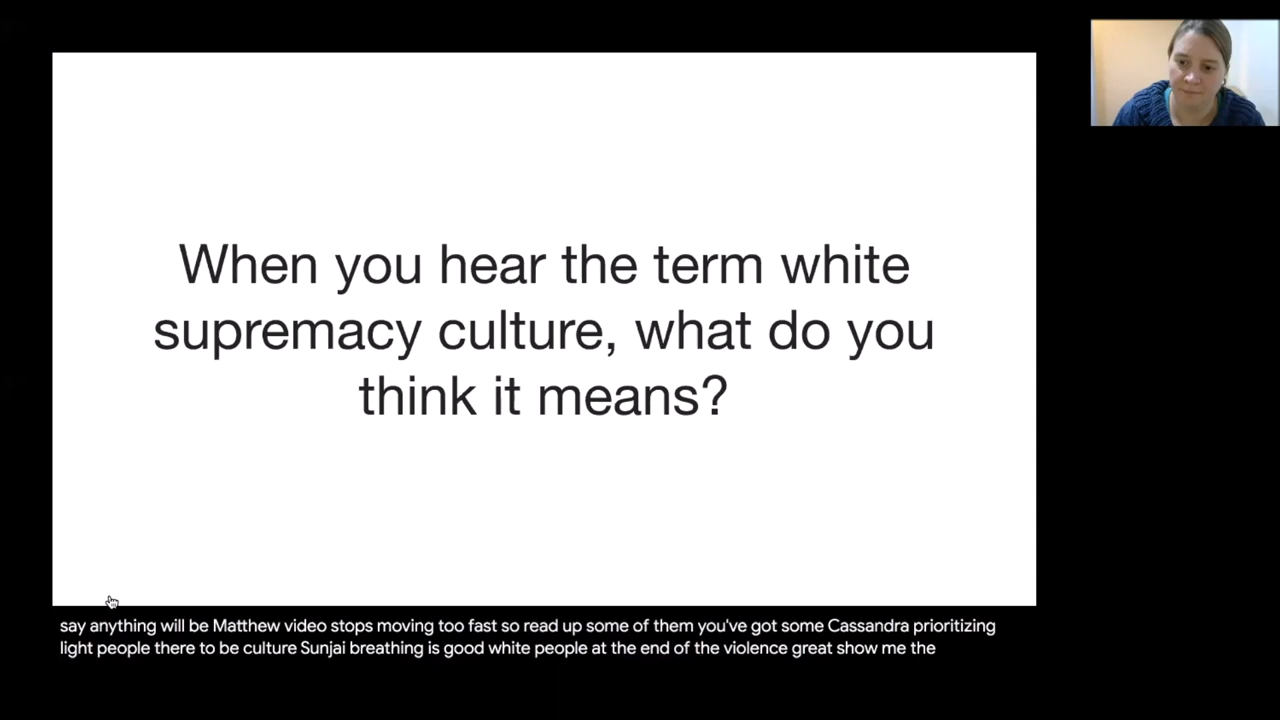 When you hear the term white
supremacy culture, what do you
think it means?
say anything will be Matthew video stops moving too fast so read up some of them you've got some Cassandra prioritizing
light people there to be culture Sunjai breathing is good white people at the end of the violence great show me the